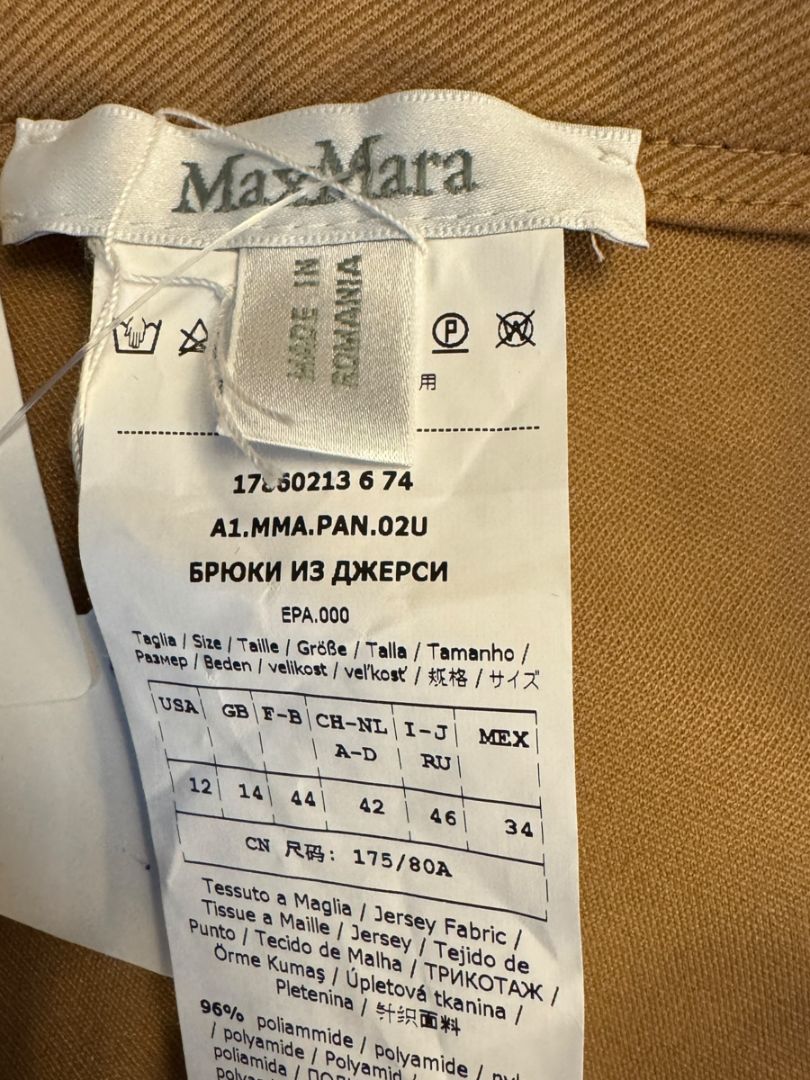 MaxMara
MADE IN
ROMANIA
P
W
用
60213 6 74
A1.MMA.PAN.02U
БРЮКИ ИЗ ДЖЕРСИ
EPA.000
Taglia / Size / Taille / Größe / Talla / Tamanho /
Размер / Beden / velikost / veľkosť / 规格 / サイズ
USA GB F-B CH-NL I-J MEX
A-D RU
12 14 44 42 46 34
CN 尺码: 175/80A
Tessuto a Maglia / Jersey Fabric /
Tissue a Maille / Jersey / Tejido de
Punto / Tecido de Malha / ТРИКОТАЖ /
Örme Kumaş / Úpletová tkanina /
Pletenina / 针织面料
96% poliammide / polyamide /
/ polyamide / Polyamid /
poliamida /